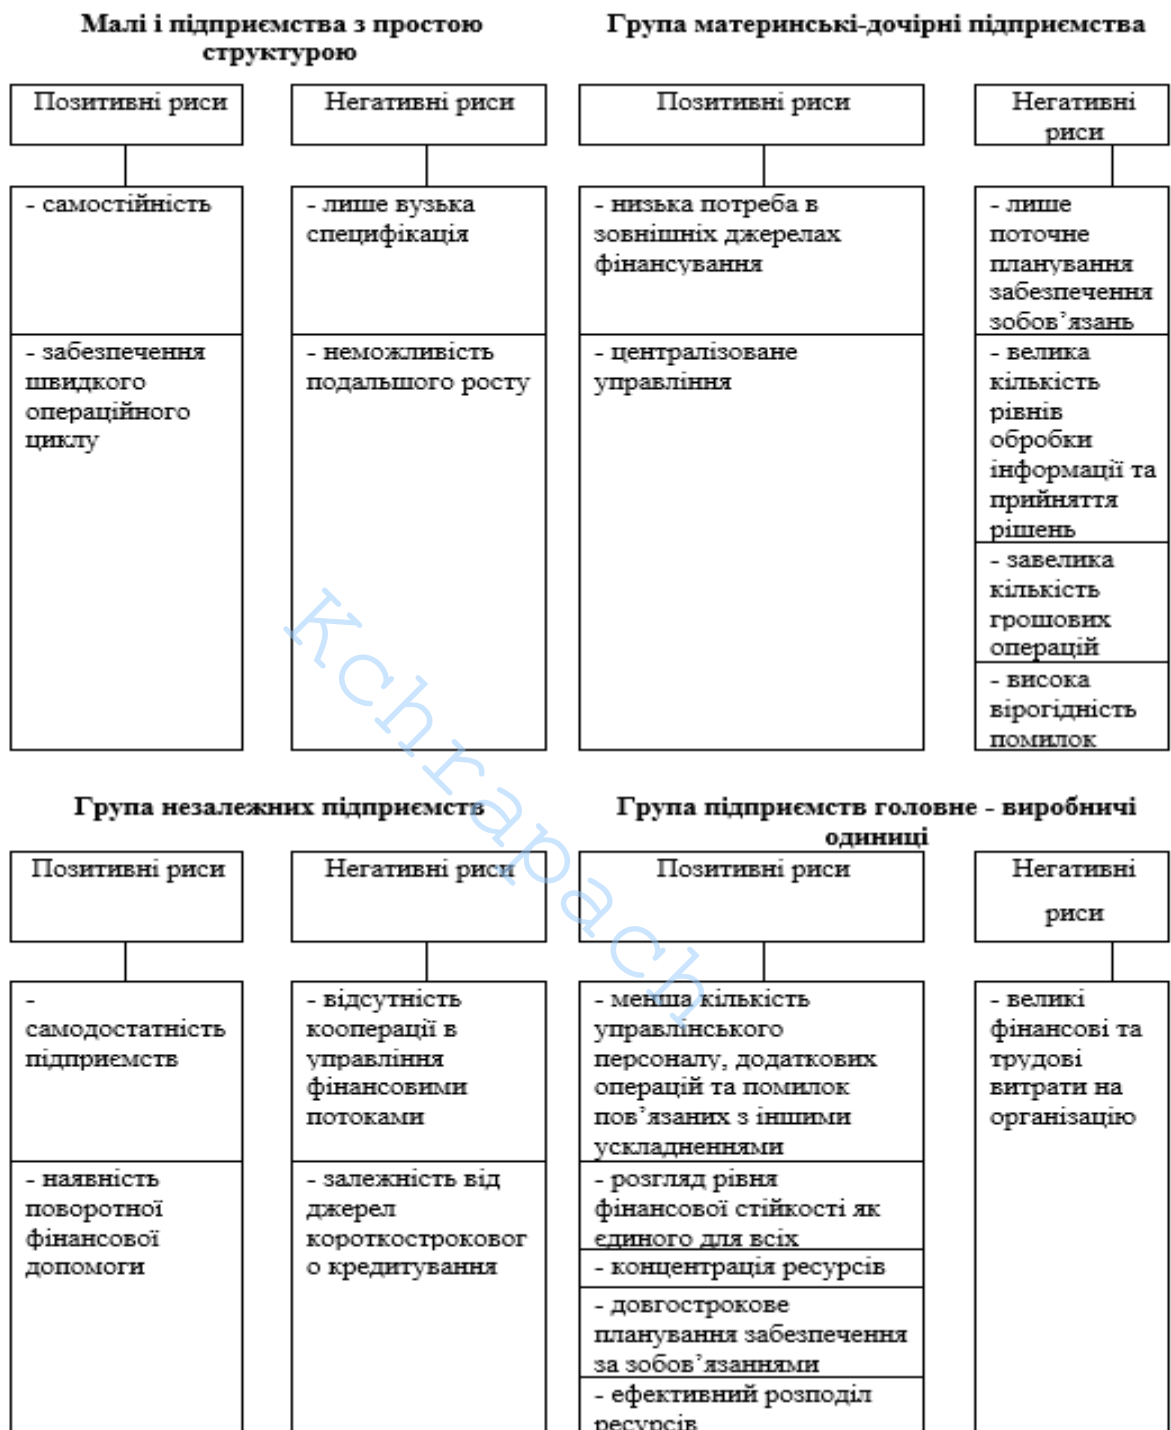 Малі і підприємства з простою
структурою
Група материнські-дочірні підприємства
Позитивні риси
Негативні риси
Позитивні риси
Негативні
риси
- самостійність
- лише вузька
специфікація
- низька потреба в
зовнішніх джерелах
фінансування
- лише
поточне
планування
забезпечення
зобов’язань
- забезпечення
швидкого
операційного
циклу
- неможливість
подальшого росту
- централізоване
управління
- велика
кількість
рівнів
обробки
інформації та
прийняття
рішень
- завелика
кількість
грошових
операцій
- висока
вірогідність
помилок
Kchrapach
Група незалежних підприємств
Група підприємств головне - виробничі
одиниці
Позитивні риси
Негативні риси
Позитивні риси
Негативні
риси
-
самодостатність
підприємств
- відсутність
кооперації в
управління
фінансовими
потоками
- менша кількість
управлінського
персоналу, додаткових
операцій та помилок
пов’язаних з іншими
ускладненнями
- великі
фінансові та
трудові
витрати на
організацію
- наявність
поворотної
фінансової
допомоги
- залежність від
джерел
короткостроковог
о кредитування
- розгляд рівня
фінансової стійкості як
єдиного для всіх
- концентрація ресурсів
- довгострокове
планування забезпечення
за зобов’язаннями
- ефективний розподіл
ресурсів